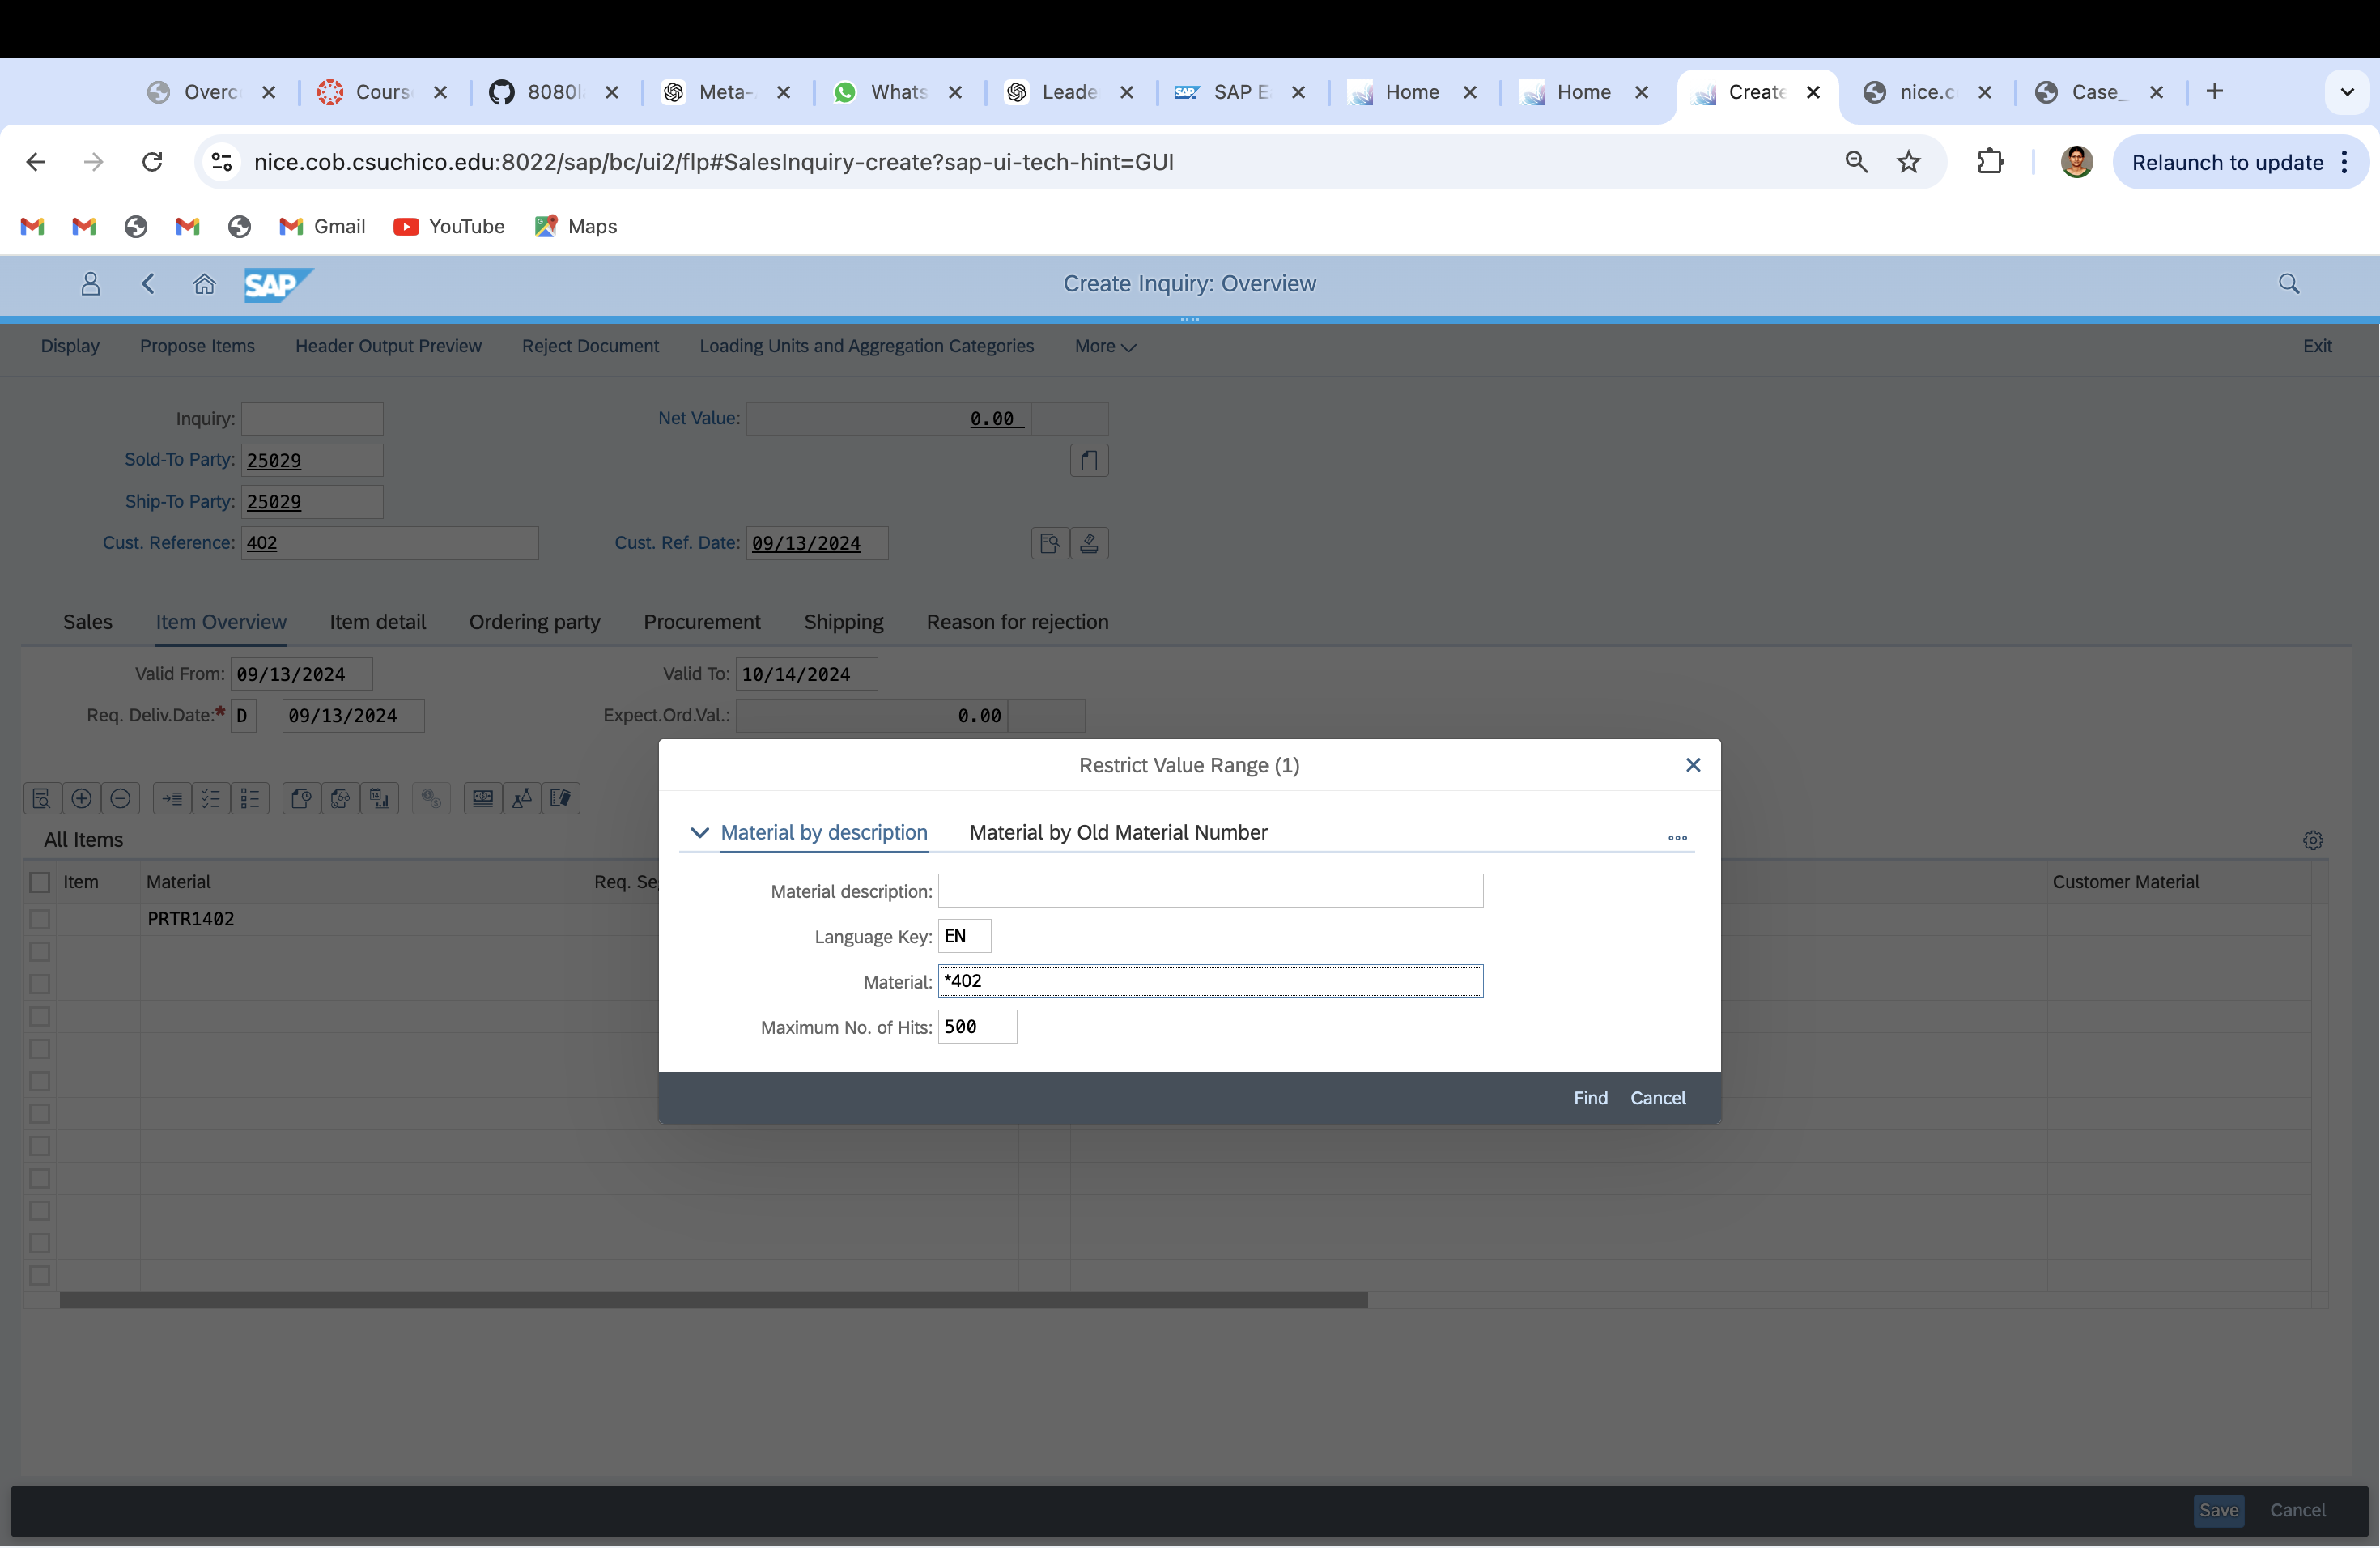 Overc Cours 8080l Meta- Whats Leade SAP E Home Home Create nice.c Case_
nice.cob.csuchico.edu:8022/sap/bc/ui2/flp#SalesInquiry-create?sap-ui-tech-hint=GUI Relaunch to update
Gmail YouTube Maps
SAP Create Inquiry: Overview
Display Propose Items Header Output Preview Reject Document Loading Units and Aggregation Categories More Exit
Inquiry: Net Value: 0.00
Sold-To Party: 25029
Ship-To Party: 25029
Cust. Reference: 402 Cust. Ref. Date: 09/13/2024
Sales Item Overview Item detail Ordering party Procurement Shipping Reason for rejection
Valid From: 09/13/2024 Valid To: 10/14/2024
Req. Deliv.Date:* D 09/13/2024 Expect.Ord.Val.: 0.00
All Items
Item Material Req. Se Customer Material
PRTR1402
Restrict Value Range (1)
Material by description Material by Old Material Number
Material description:
Language Key: EN
Material: *402
Maximum No. of Hits: 500
Find Cancel
Save Cancel